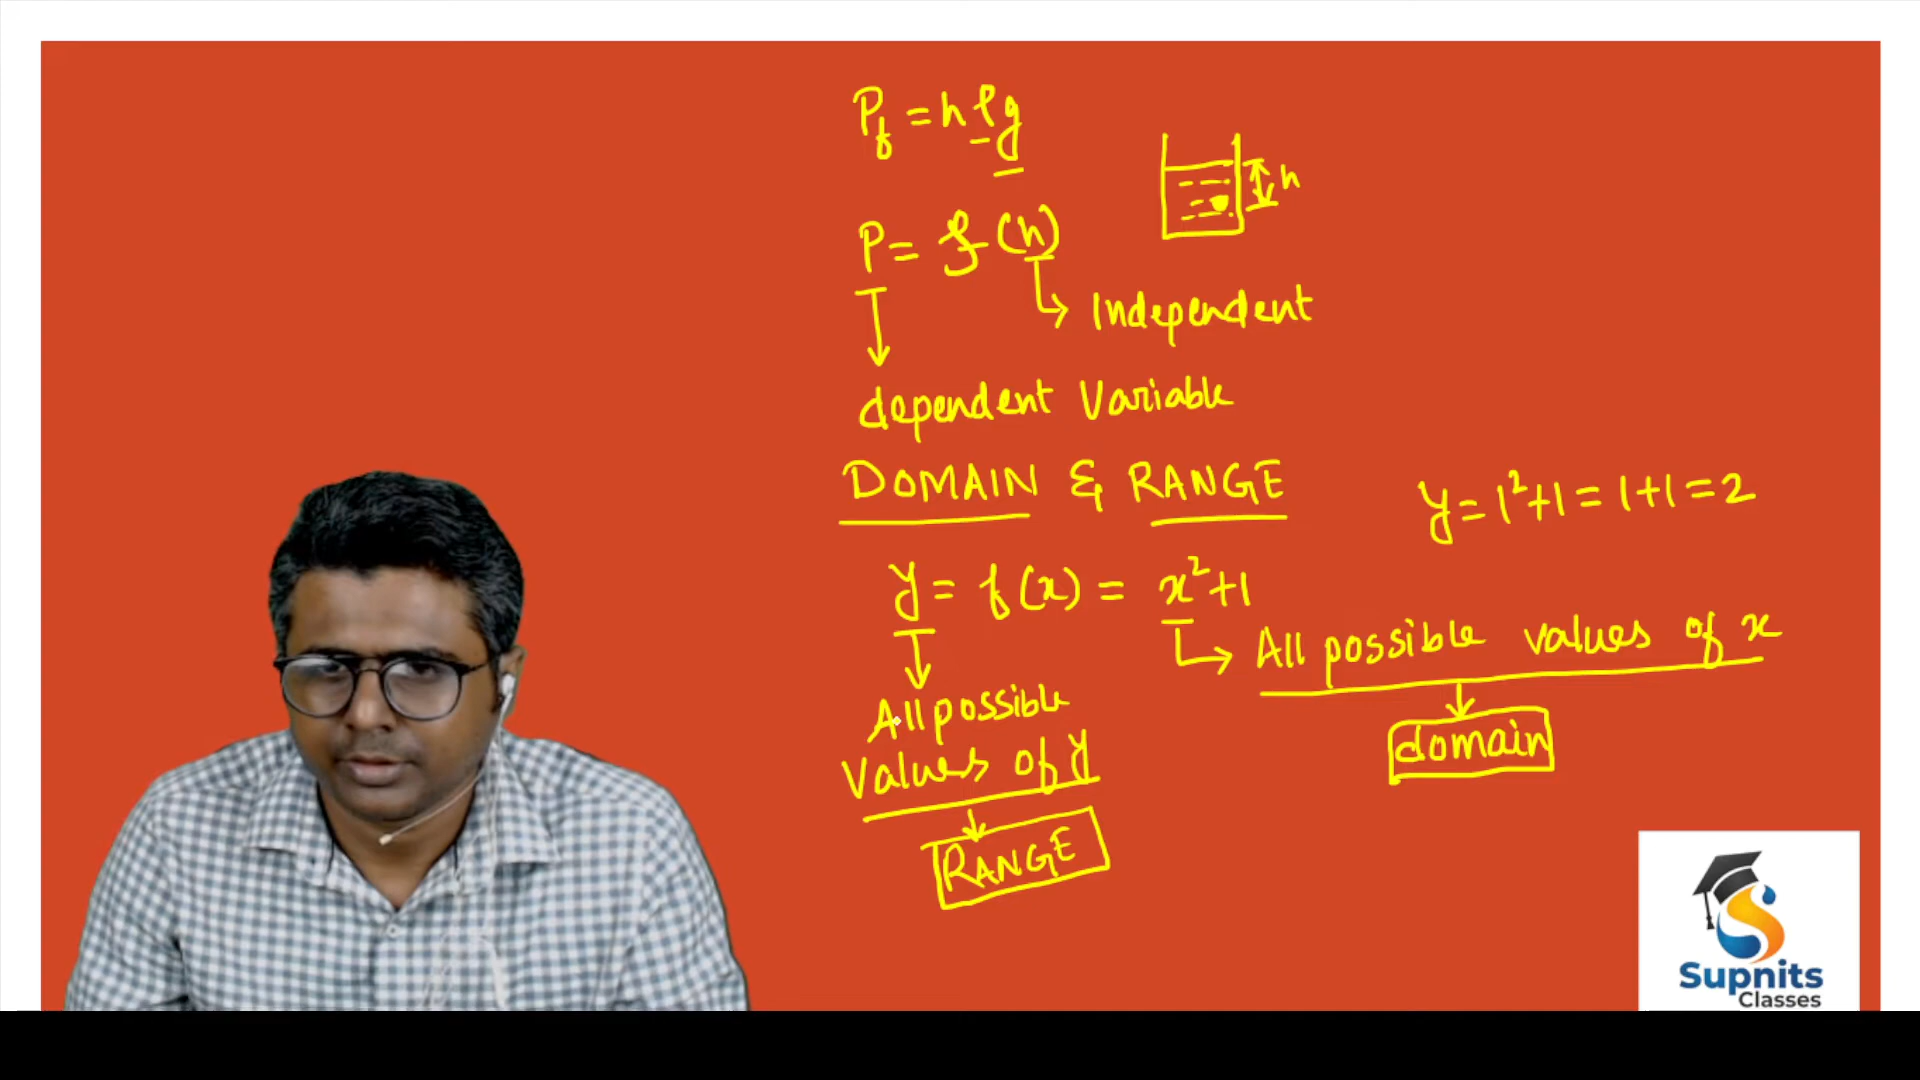 P_f = hρg
h
P = f(h)
Independent
dependent Variable
DOMAIN & RANGE
y = 1²+1 = 1+1 = 2
y = f(x) = x²+1
All possible values of x
All possible
values of y
domain
RANGE
Supnits
Classes